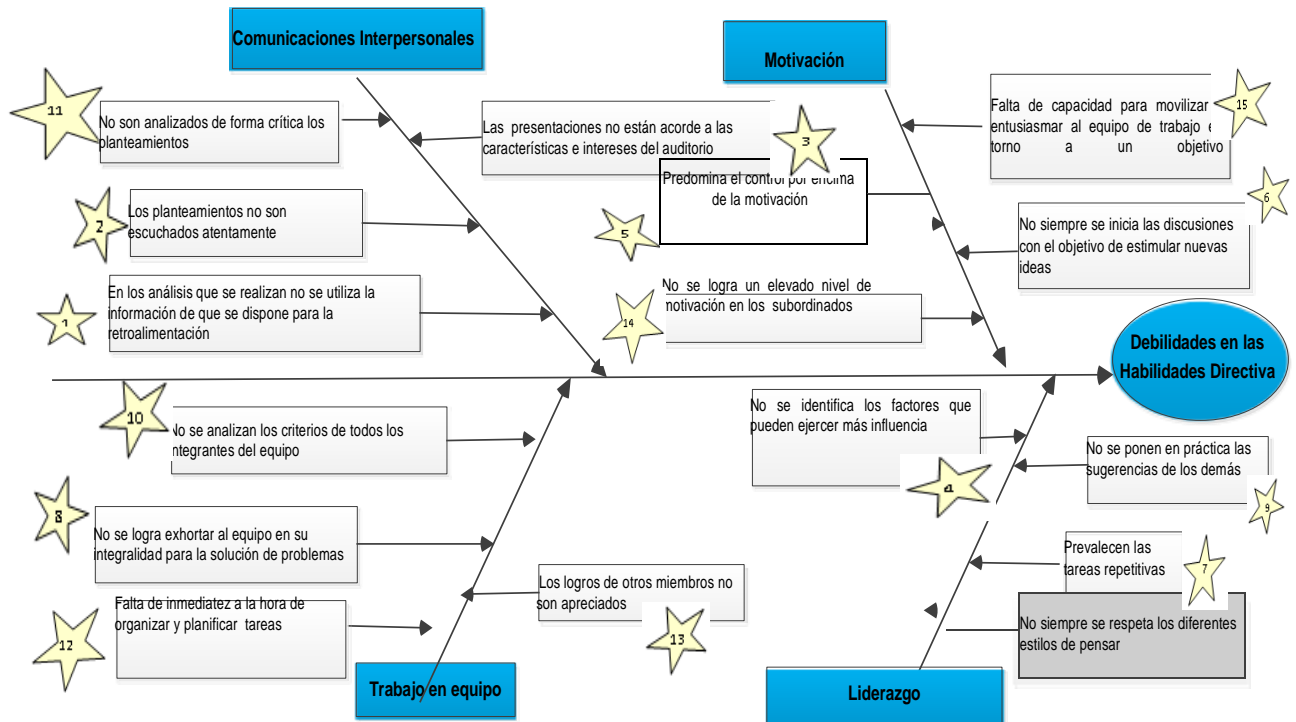 Comunicaciones Interpersonales
Motivación
11
No son analizados de forma crítica los
planteamientos
Las presentaciones no están acorde a las
características e intereses del auditorio
3
Falta de capacidad para movilizar
entusiasmar al equipo de trabajo e
torno a un objetivo
15
2
Los planteamientos no son
escuchados atentamente
Predomina el control por encima
de la motivación
5
6
No siempre se inicia las discusiones
con el objetivo de estimular nuevas
ideas
1
En los análisis que se realizan no se utiliza la
información de que se dispone para la
retroalimentación
No se logra un elevado nivel de
motivación en los subordinados
14
Debilidades en las
Habilidades Directiva
10
No se analizan los criterios de todos los
integrantes del equipo
No se identifica los factores que
pueden ejercer más influencia
4
No se ponen en práctica las
sugerencias de los demás
9
8
No se logra exhortar al equipo en su
integralidad para la solución de problemas
Prevalecen las
tareas repetitivas
7
Los logros de otros miembros no
son apreciados
13
12
Falta de inmediatez a la hora de
organizar y planificar tareas
No siempre se respeta los diferentes
estilos de pensar
Trabajo en equipo
Liderazgo